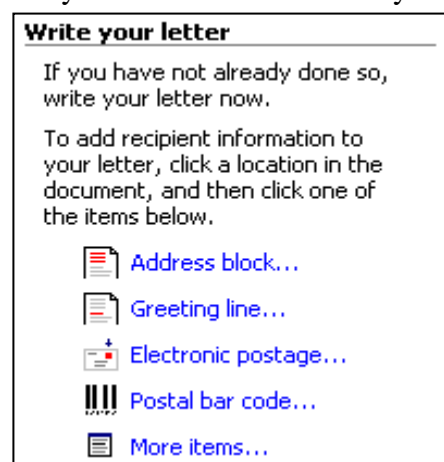 Write your letter
If you have not already done so,
write your letter now.
To add recipient information to
your letter, click a location in the
document, and then click one of
the items below.
Address block...
Greeting line...
Electronic postage...
Postal bar code...
More items...